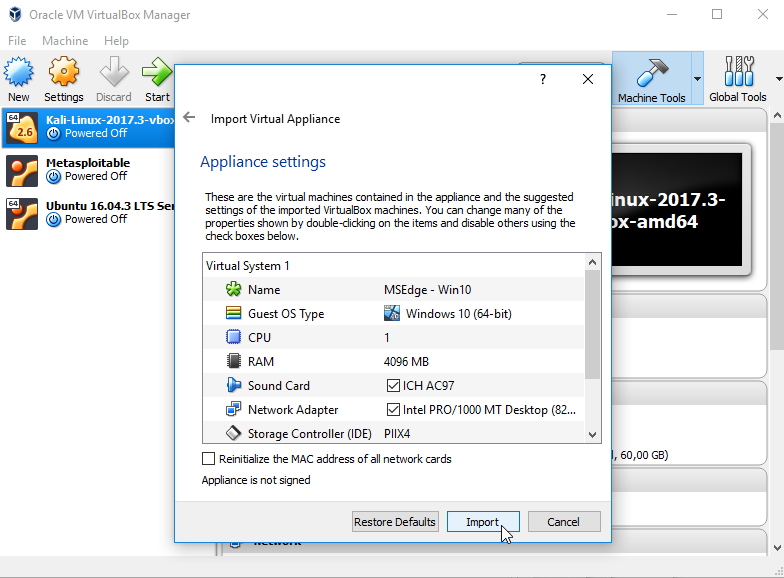 Oracle VM VirtualBox Manager
File Machine Help
New Settings Discard Start
Machine Tools Global Tools
64
2.6
Kali-Linux-2017.3-vbox
Powered Off
Metasploitable
Powered Off
64
Ubuntu 16.04.3 LTS Ser
Powered Off
?
Import Virtual Appliance
Appliance settings
These are the virtual machines contained in the appliance and the suggested
settings of the imported VirtualBox machines. You can change many of the
properties shown by double-clicking on the items and disable others using the
check boxes below.
Virtual System 1
Name MSEdge - Win10
Guest OS Type Windows 10 (64-bit)
CPU 1
RAM 4096 MB
Sound Card ICH AC97
Network Adapter Intel PRO/1000 MT Desktop (82...
Storage Controller (IDE) PIIX4
Reinitialize the MAC address of all network cards
Appliance is not signed
Restore Defaults Import Cancel
inux-2017.3-
ox-amd64
, 60,00 GB)
Network